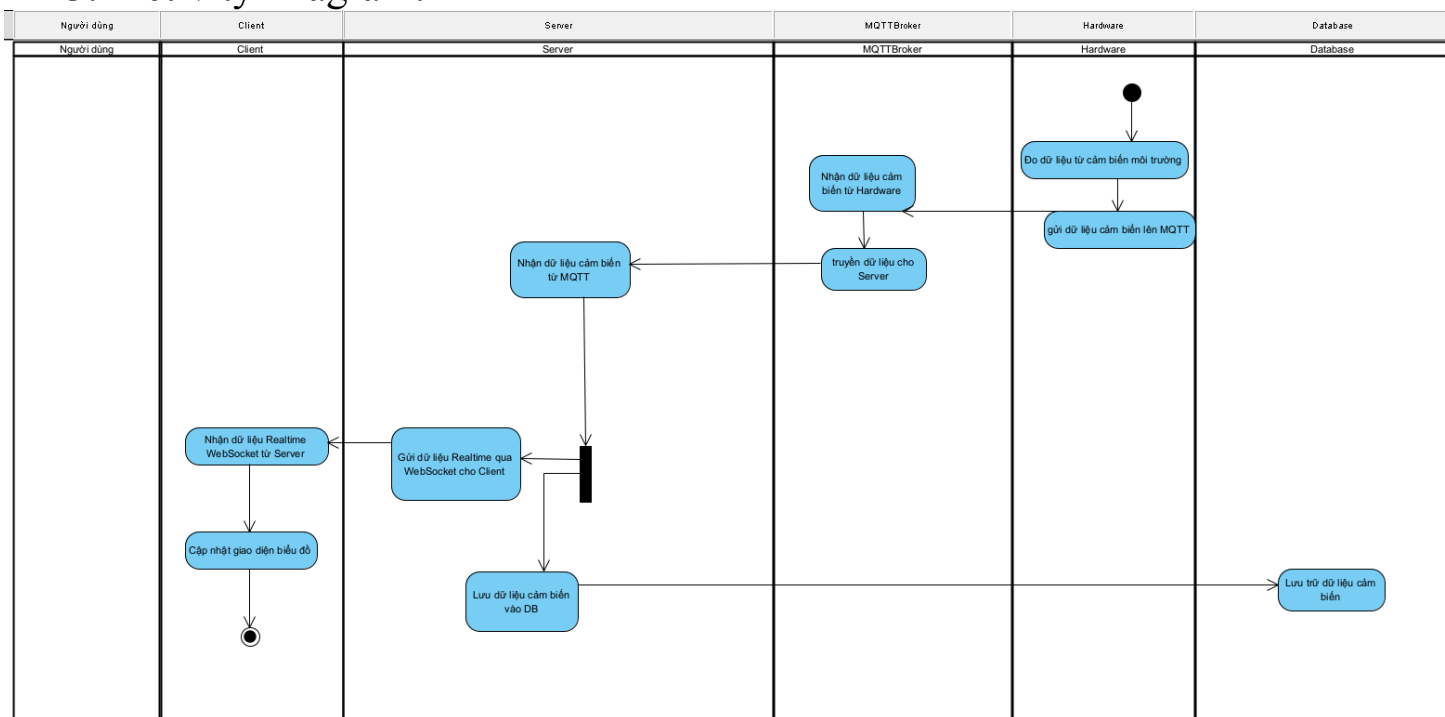 Người dùng
Client
Server
MQTTBroker
Hardware
Database
Người dùng
Client
Server
MQTTBroker
Hardware
Database
Đo dữ liệu từ cảm biến môi trường
Nhận dữ liệu cảm
biến từ Hardware
gửi dữ liệu cảm biến lên MQTT
Nhận dữ liệu cảm biến
từ MQTT
truyền dữ liệu cho
Server
Nhận dữ liệu Realtime
WebSocket từ Server
Gửi dữ liệu Realtime qua
WebSocket cho Client
Cập nhật giao diện biểu đồ
Lưu dữ liệu cảm biến
vào DB
Lưu trữ dữ liệu cảm
biến